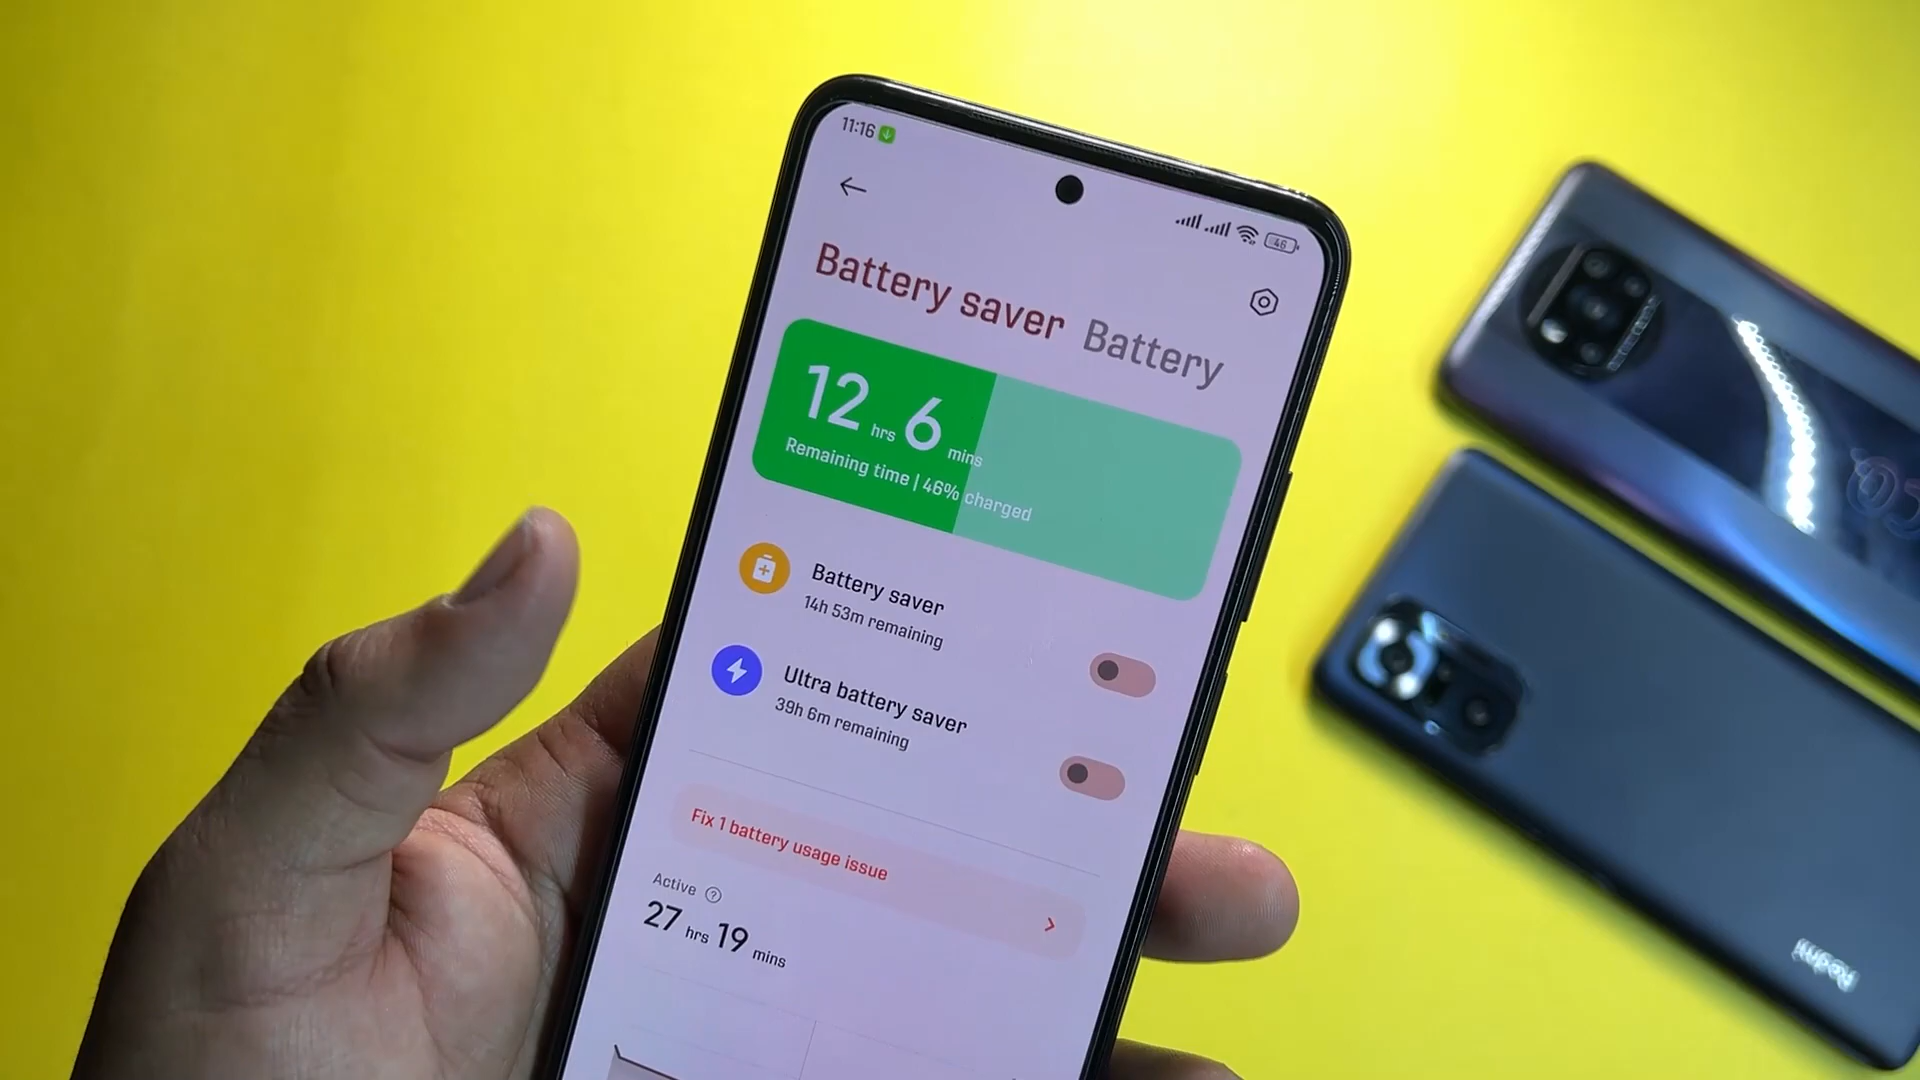 11:16
46
Battery saver Battery
12 hrs 6 mins
Remaining time | 46% charged
Battery saver
14h 53m remaining
Ultra battery saver
39h 6m remaining
Fix 1 battery usage issue
Active ?
27 hrs 19 mins
Redmi